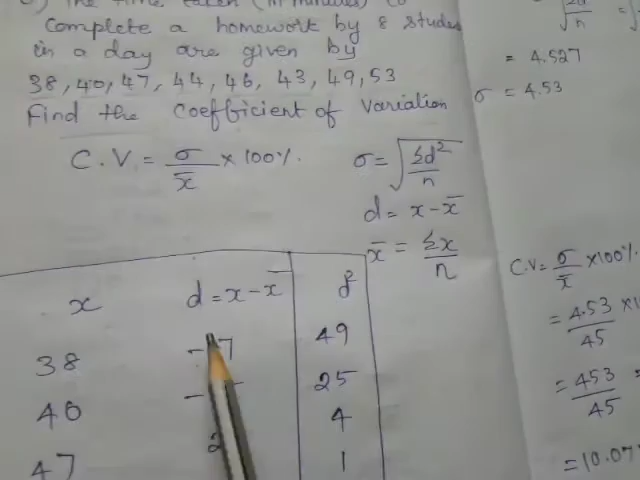 complete a homework by 8
in a day are given by
38, 40, 47, 44, 46, 43, 49, 53
Find the Coefficient of Variation
C.V = σ/x̄ × 100%.
σ = √(Σd²/n)
d = x - x̄
x̄ = Σx/n
x d = x - x̄
38 -7 49
40 25
47 2 4
1
= 4.527
σ = 4.53
C.V = σ/x̄ × 100%
= 4.53/45
= 453/45
= 10.07